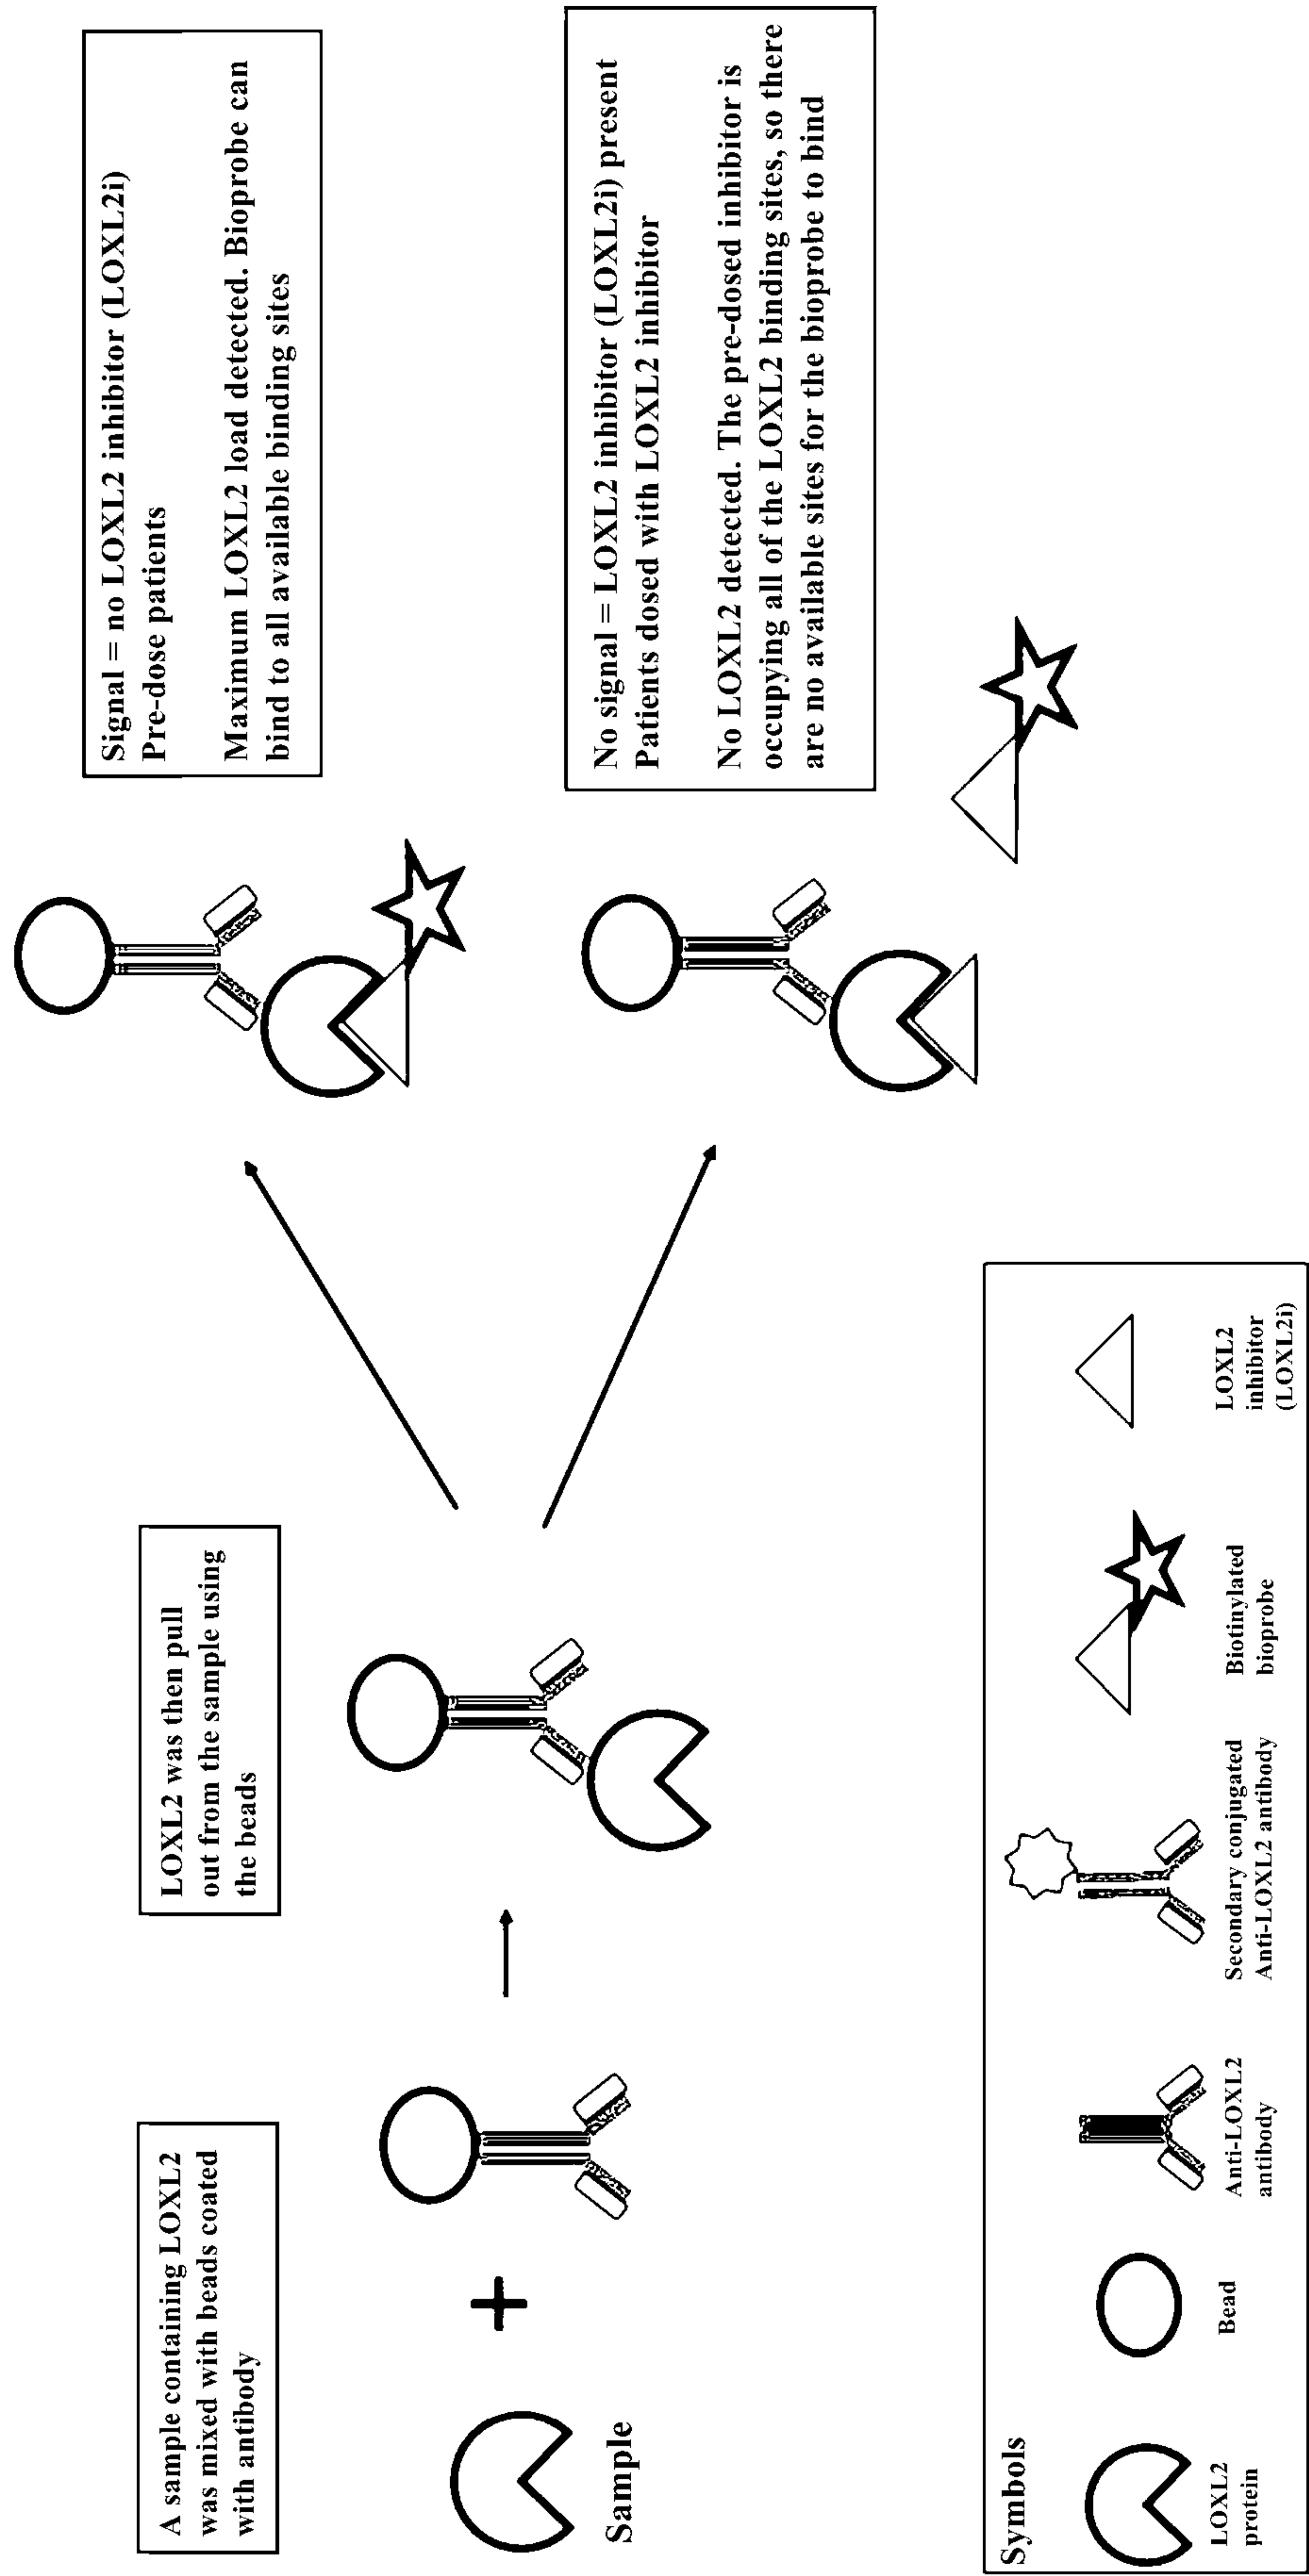 A sample containing LOXL2
was mixed with beads coated
with antibody
Sample
LOXL2 was then pull
out from the sample using
the beads
Signal = no LOXL2 inhibitor (LOXL2i)
Pre-dose patients
Maximum LOXL2 load detected. Bioprobe can
bind to all available binding sites
No signal = LOXL2 inhibitor (LOXL2i) present
Patients dosed with LOXL2 inhibitor
No LOXL2 detected. The pre-dosed inhibitor is
occupying all of the LOXL2 binding sites, so there
are no available sites for the bioprobe to bind
Symbols
LOXL2
protein
Bead
Anti-LOXL2
antibody
Secondary conjugated
Anti-LOXL2 antibody
Biotinylated
bioprobe
LOXL2
inhibitor
(LOXL2i)